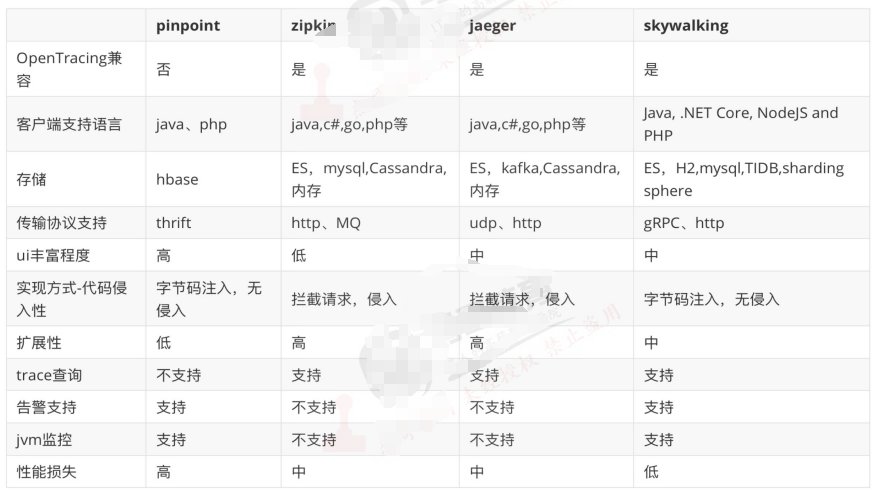 pinpoint zipkin jaeger skywalking
OpenTracing兼容 否 是 是 是
客户端支持语言 java、php java,c#,go,php等 java,c#,go,php等 Java, .NET Core, NodeJS and PHP
存储 hbase ES，mysql,Cassandra,内存 ES，kafka,Cassandra,内存 ES，H2,mysql,TIDB,sharding sphere
传输协议支持 thrift http、MQ udp、http gRPC、http
ui丰富程度 高 低 中 中
实现方式-代码侵入性 字节码注入，无侵入 拦截请求，侵入 拦截请求，侵入 字节码注入，无侵入
扩展性 低 高 高 中
trace查询 不支持 支持 支持 支持
告警支持 支持 不支持 不支持 支持
jvm监控 支持 不支持 不支持 支持
性能损失 高 中 中 低